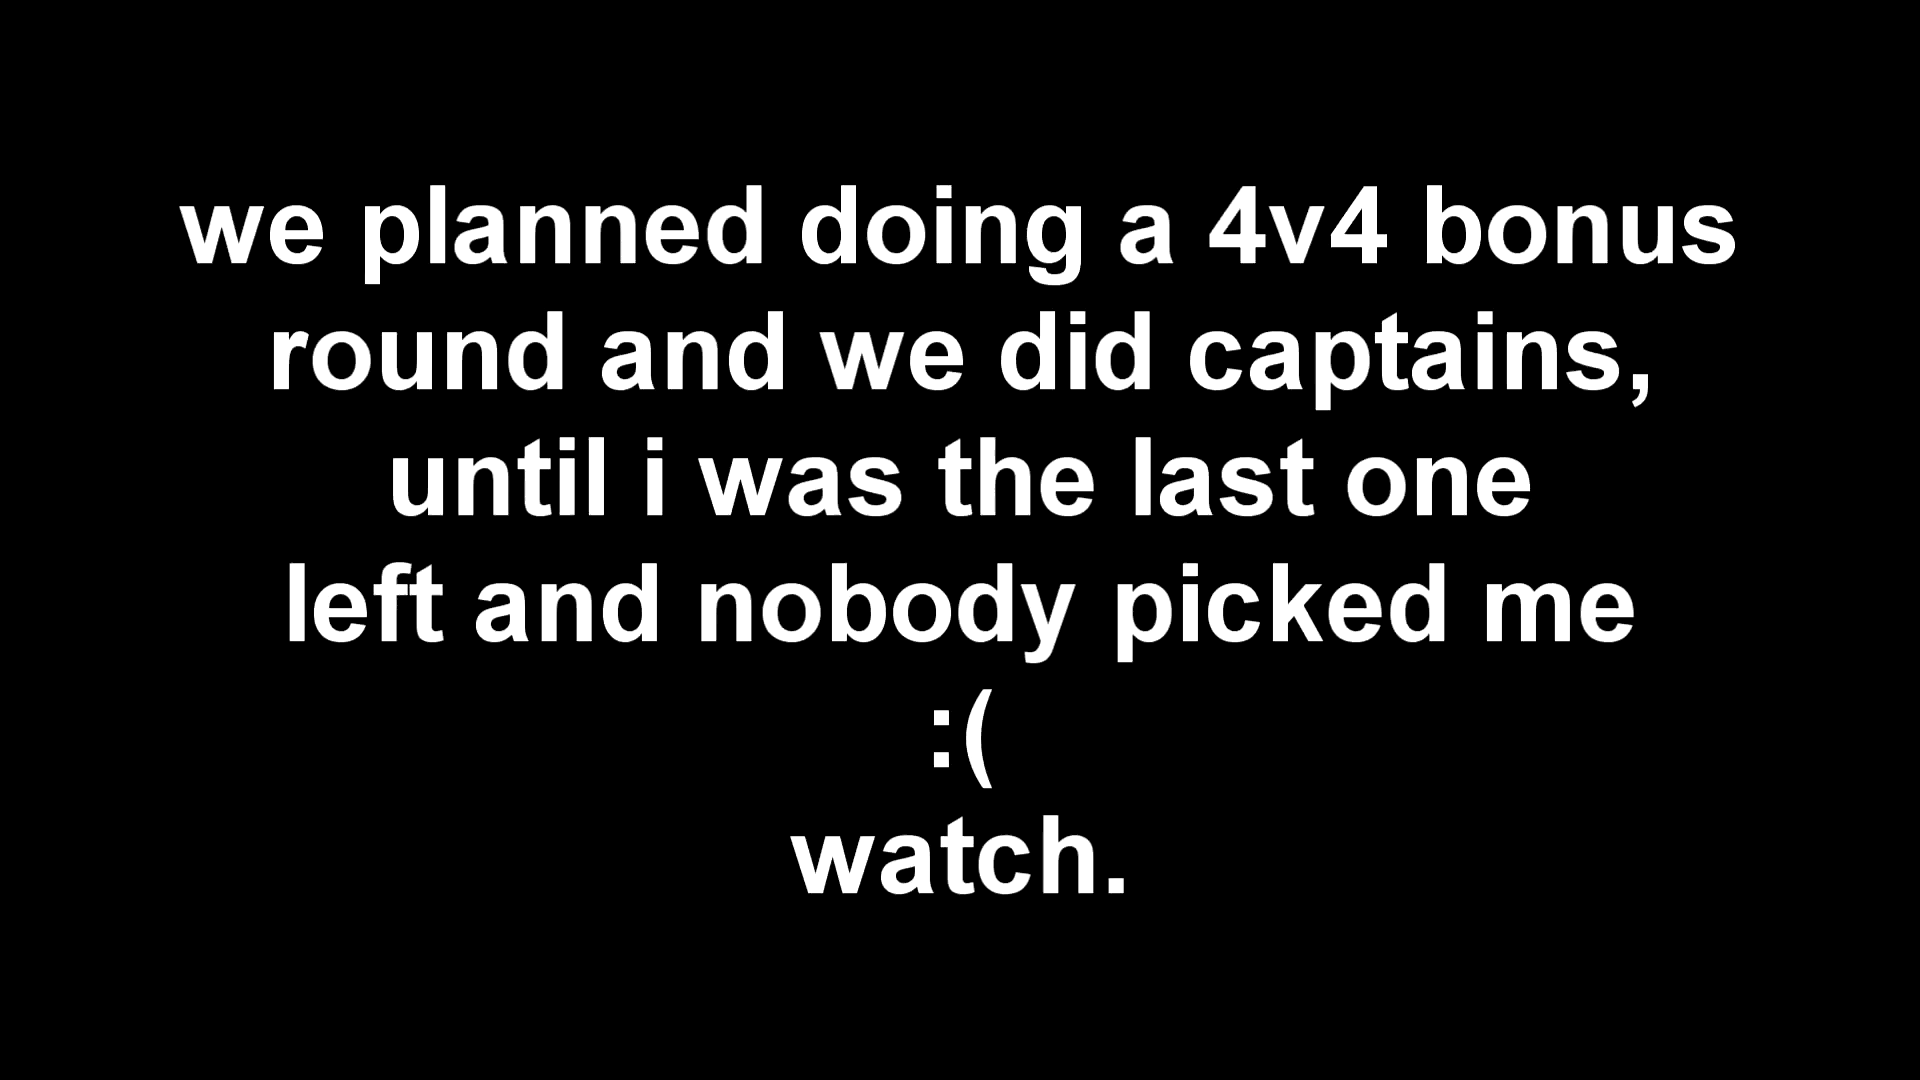 we planned doing a 4v4 bonus
round and we did captains,
until i was the last one
left and nobody picked me
:(
watch.